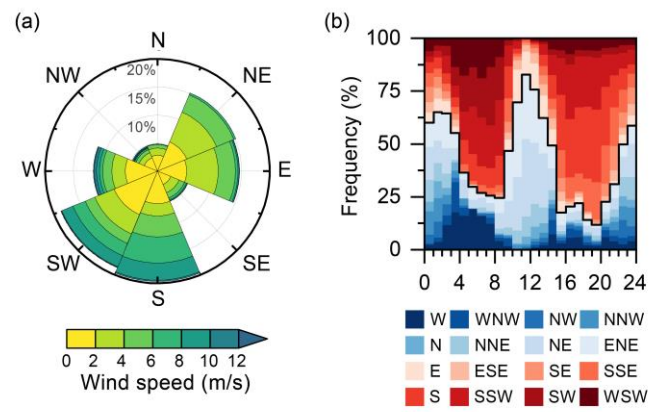 (a)
N
NW
NE
20%
15%
10%
W
E
SW
SE
S
0 2 4 6 8 10 12
Wind speed (m/s)
(b)
Frequency (%)
100
75
50
25
0
0 4 8 12 16 20 24
W WNW NW NNW
N NNE NE ENE
E ESE SE SSE
S SSW SW WSW